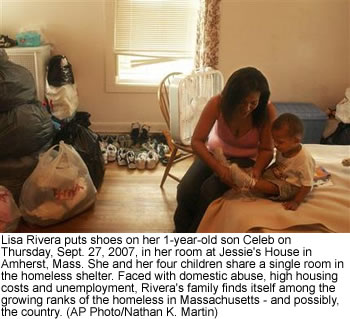 Lisa Rivera puts shoes on her 1-year-old son Celeb on
Thursday, Sept. 27, 2007, in her room at Jessie's House in
Amherst, Mass. She and her four children share a single room in
the homeless shelter. Faced with domestic abuse, high housing
costs and unemployment, Rivera's family finds itself among the
growing ranks of the homeless in Massachusetts - and possibly,
the country. (AP Photo/Nathan K. Martin)